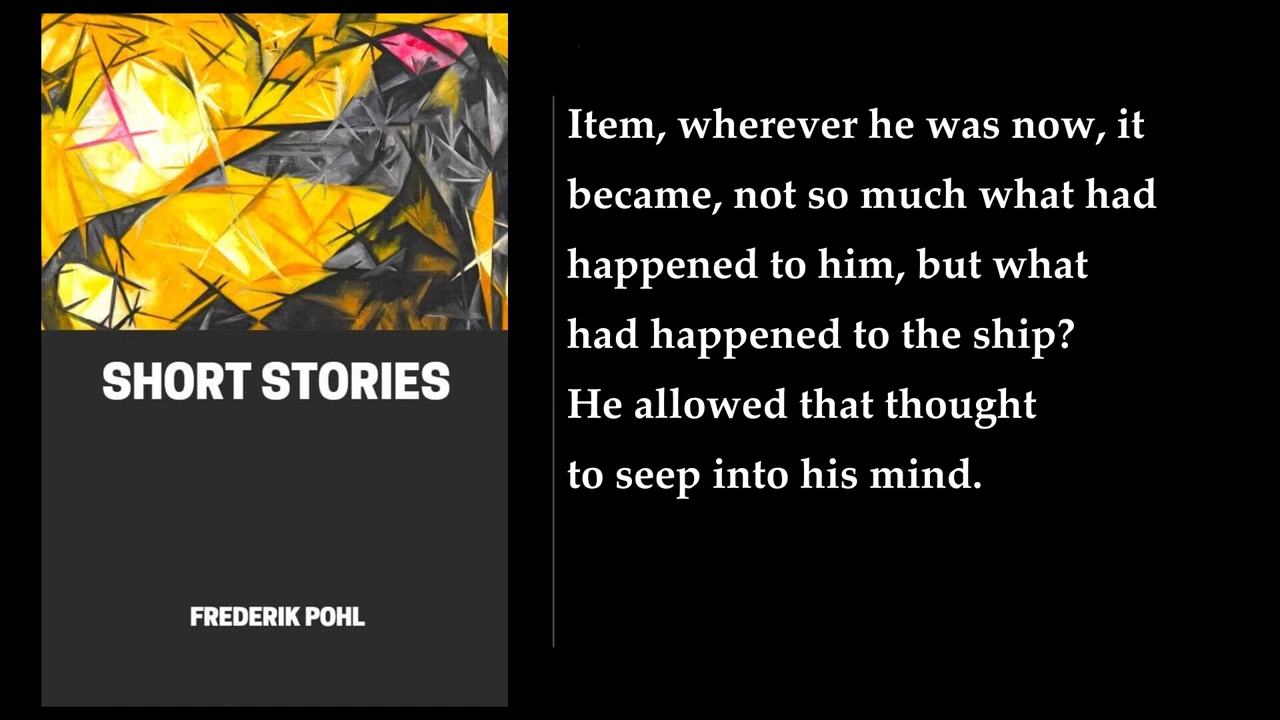 SHORT STORIES
FREDERIK POHL
Item, wherever he was now, it
became, not so much what had
happened to him, but what
had happened to the ship?
He allowed that thought
to seep into his mind.